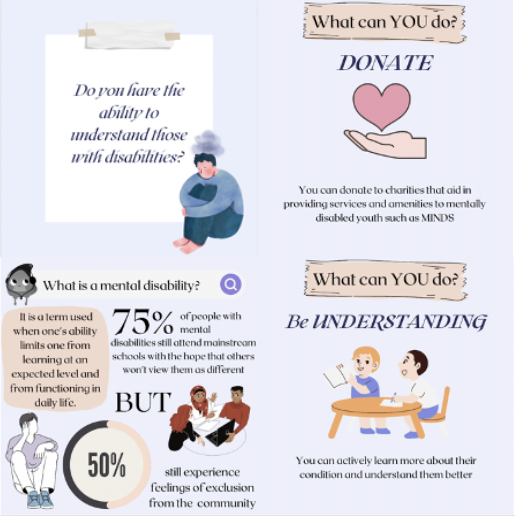 Do you have the
ability to
understand those
with disabilities?
What can YOU do?
DONATE
You can donate to charities that aid in
providing services and amenities to mentally
disabled youth such as MINDS
What is a mental disability?
It is a term used
when one's ability
limits one from
learning at an
expected level and
from functioning in
daily life.
75% of people with
mental
disabilities still attend mainstream
schools with the hope that others
won't view them as different
BUT
50%
still experience
feelings of exclusion
from the community
What can YOU do?
Be UNDERSTANDING
You can actively learn more about their
condition and understand them better